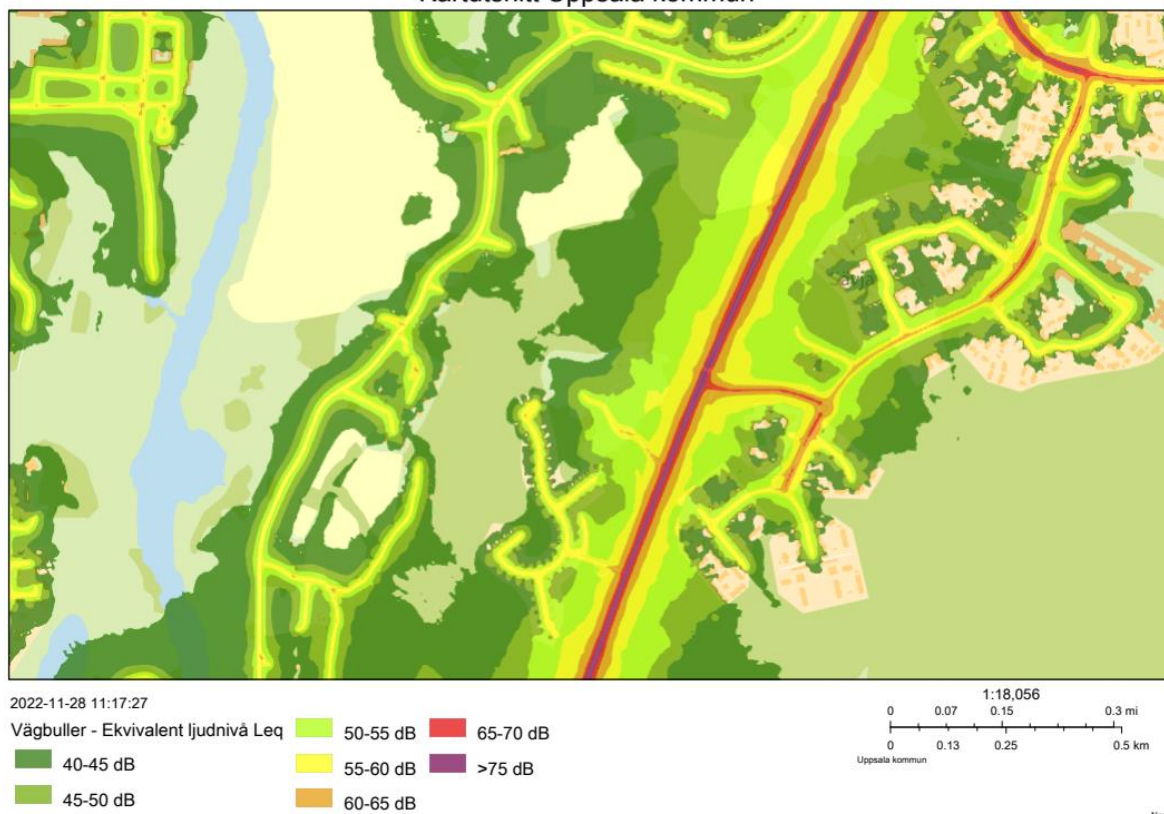 Kartutsnitt Uppsala kommun
2022-11-28 11:17:27
Vägbuller - Ekvivalent ljudnivå Leq
40-45 dB
45-50 dB
50-55 dB
55-60 dB
60-65 dB
65-70 dB
>75 dB
1:18,056
0 0.07 0.15 0.3 mi
0 0.13 0.25 0.5 km
Uppsala kommun